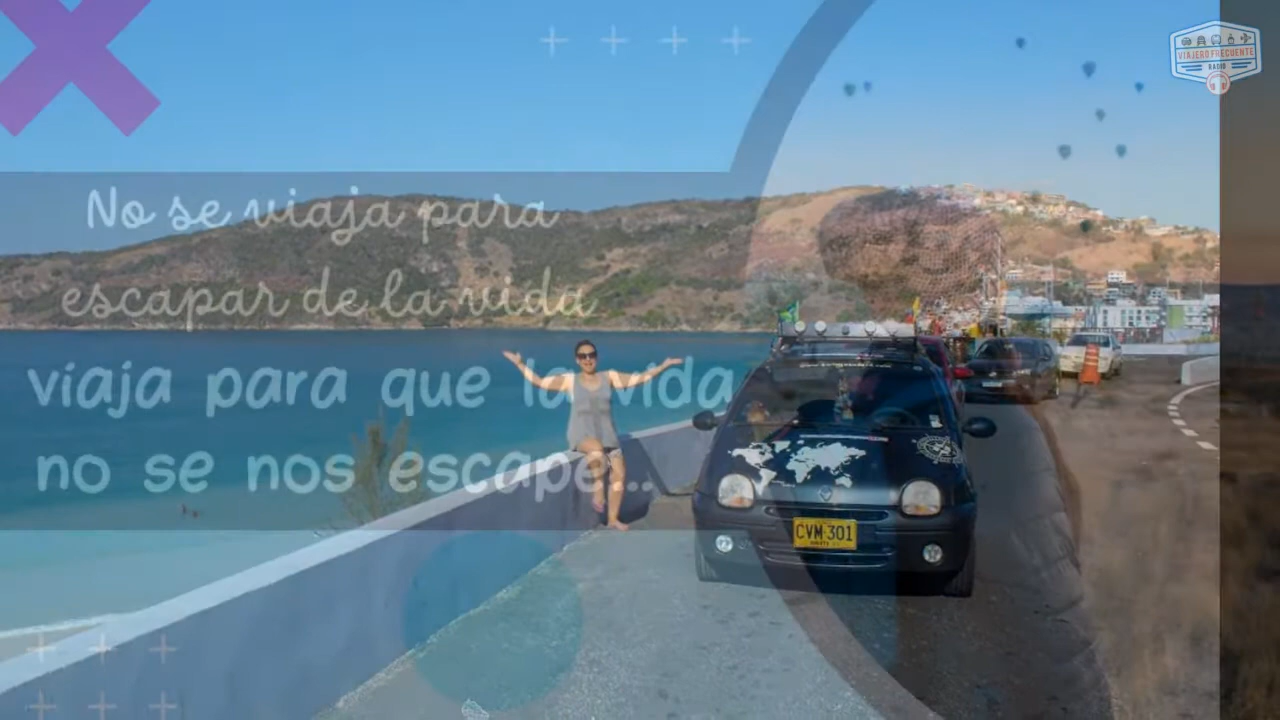 VIAJERO FRECUENTE
RADIO
No se viaja para
escapar de la vida
viaja para que la vida
no se nos escape...
CVM·301